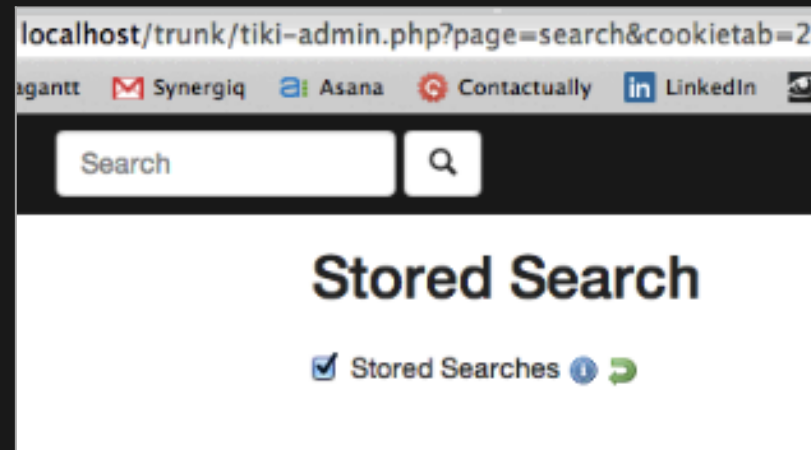 localhost/trunk/tiki-admin.php?page=search&cookietab=2
agantt Synergiq Asana Contactually LinkedIn
Search
Stored Search
Stored Searches